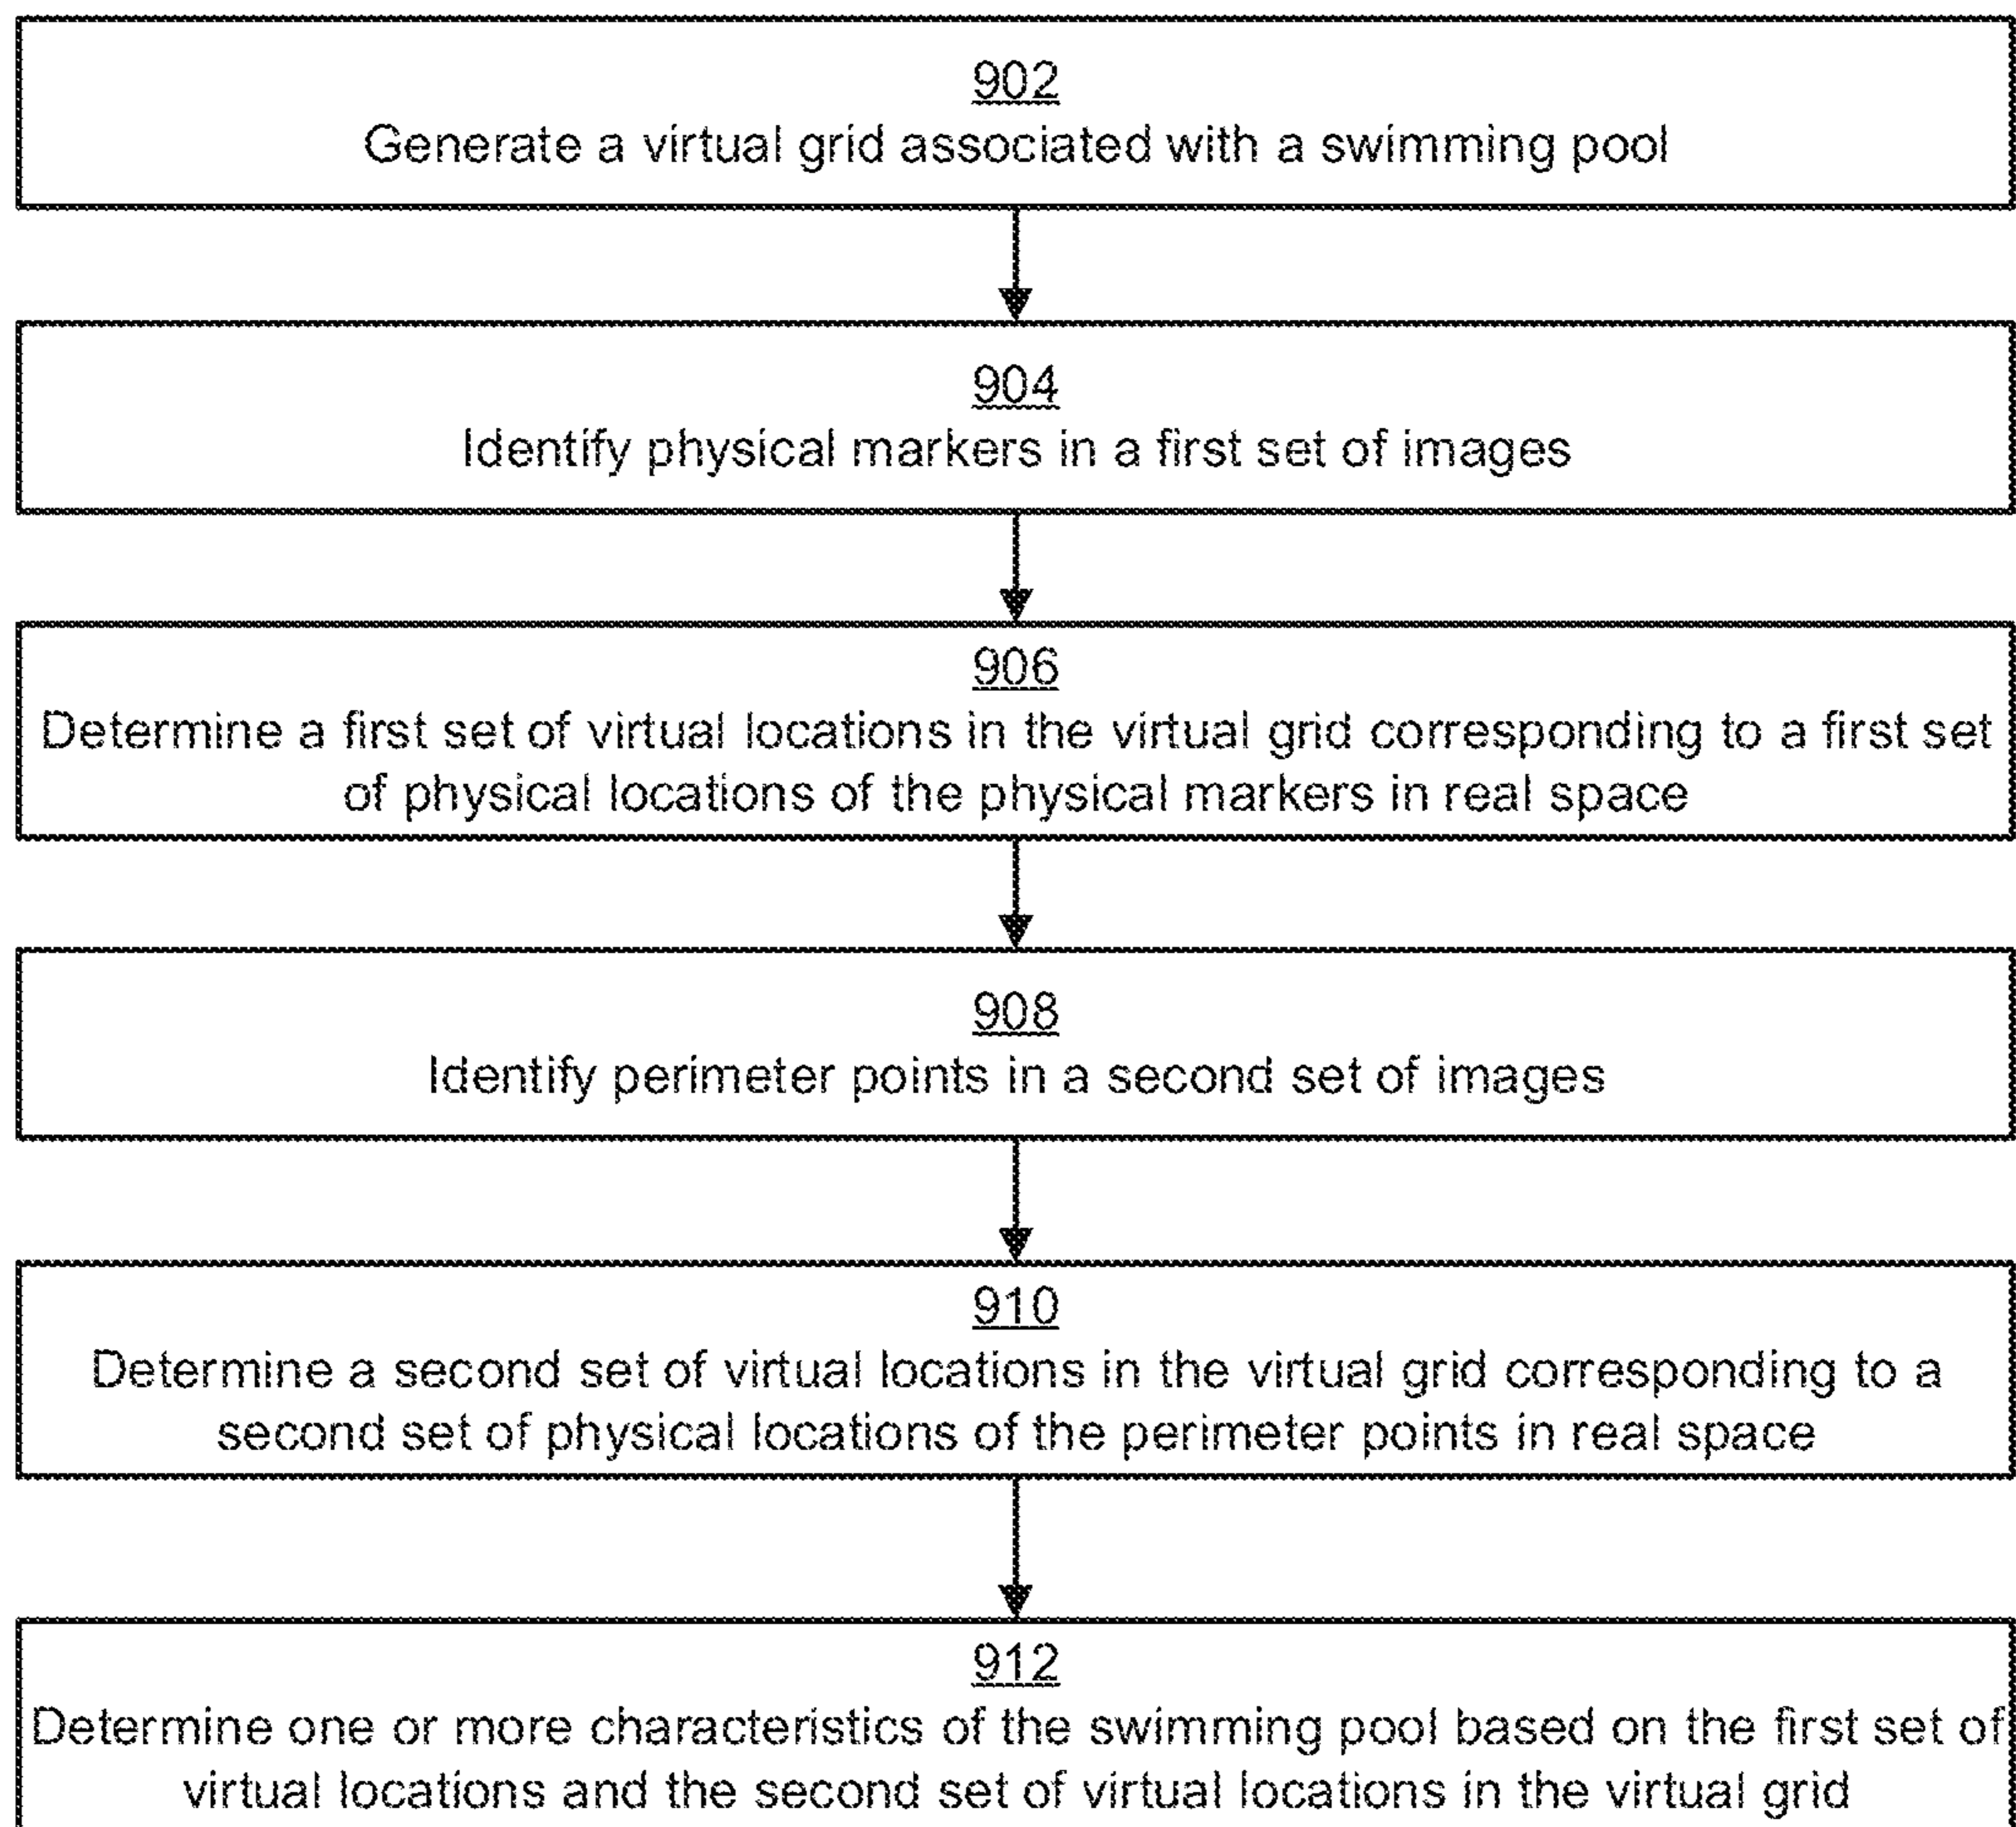 902
Generate a virtual grid associated with a swimming pool
904
Identify physical markers in a first set of images
906
Determine a first set of virtual locations in the virtual grid corresponding to a first set
of physical locations of the physical markers in real space
908
Identify perimeter points in a second set of images
910
Determine a second set of virtual locations in the virtual grid corresponding to a
second set of physical locations of the perimeter points in real space
912
Determine one or more characteristics of the swimming pool based on the first set of
virtual locations and the second set of virtual locations in the virtual grid